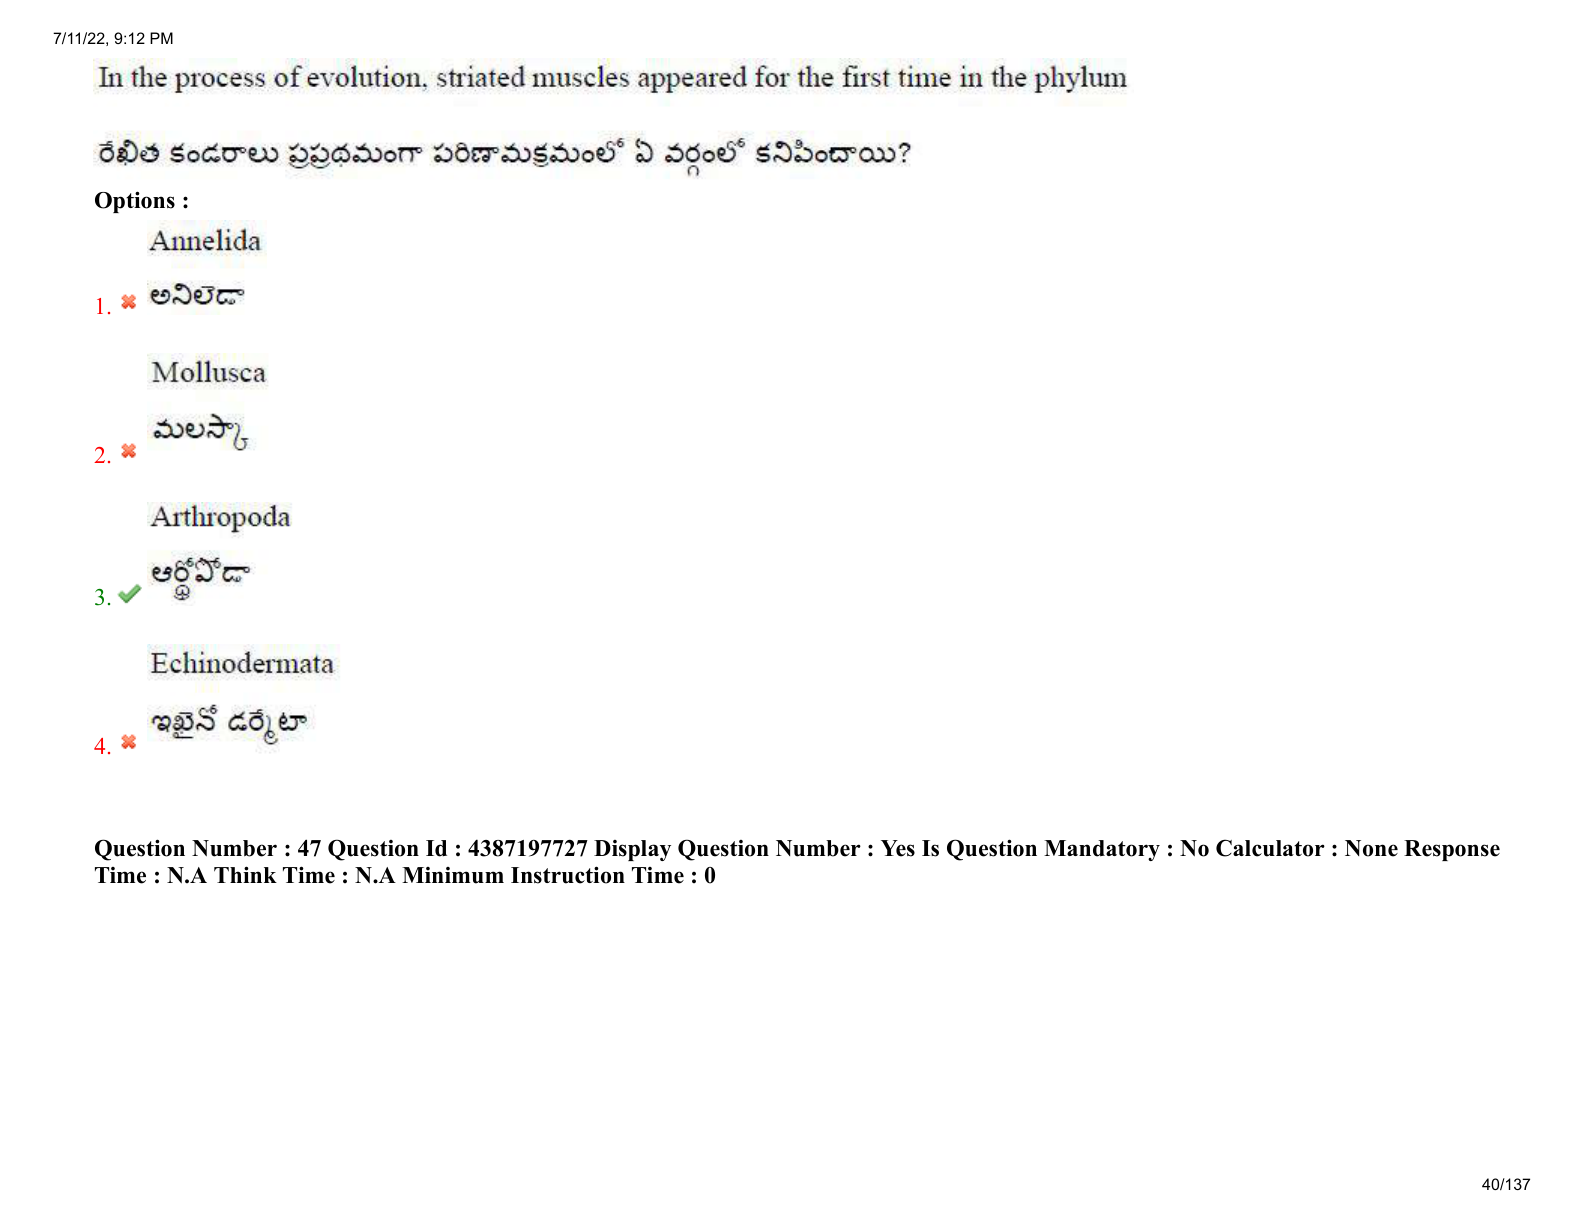 7/11/22, 9:12 PM
In the process of evolution, striated muscles appeared for the first time in the phylum
రేఖిత కండరాలు ప్రప్రథమంగా పరిణామక్రమంలో ఏ వర్గంలో కనిపించాయి?
Options :
Annelida
1. అనిలెడా
Mollusca
2. మలస్కా
Arthropoda
3. ఆర్థ్రోపోడా
Echinodermata
4. ఇఖైనో డర్మేటా
Question Number : 47 Question Id : 4387197727 Display Question Number : Yes Is Question Mandatory : No Calculator : None Response
Time : N.A Think Time : N.A Minimum Instruction Time : 0
40/137